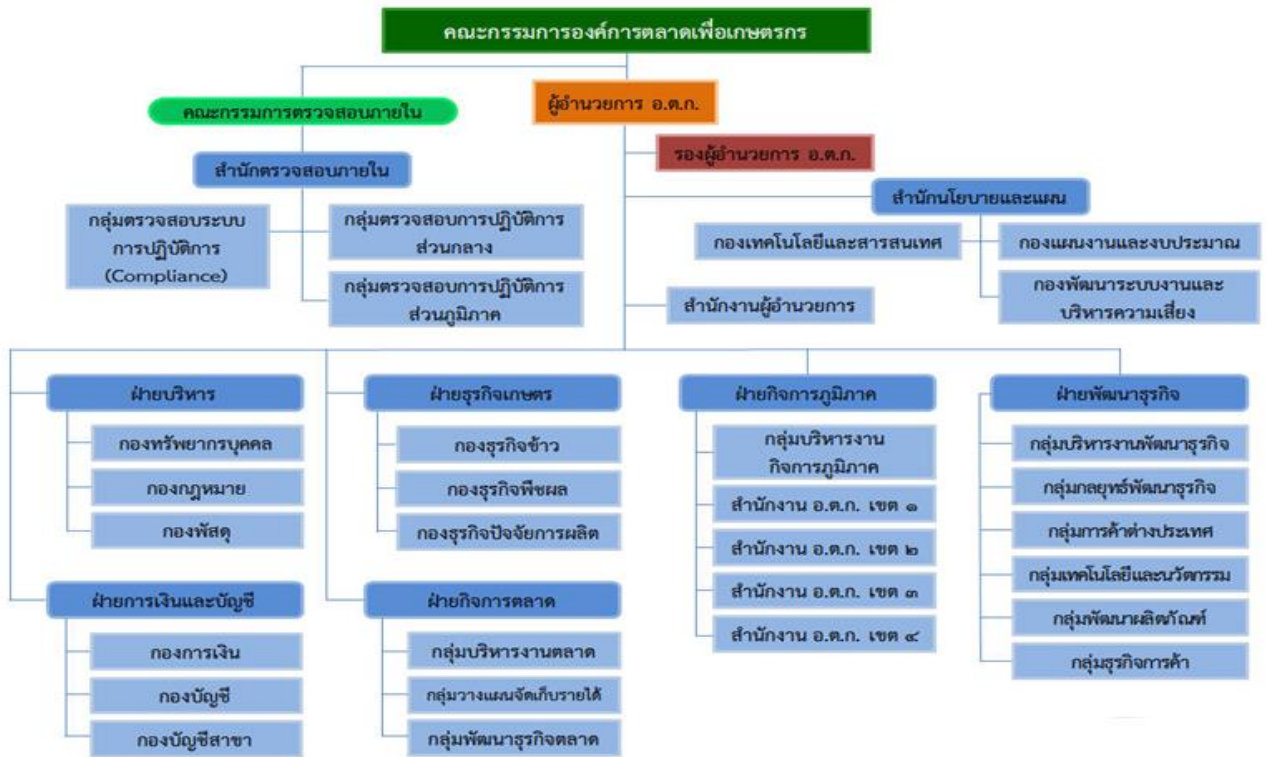 คณะกรรมการองค์การตลาดเพื่อเกษตรกร
คณะกรรมการตรวจสอบภายใน
ผู้อำนวยการ อ.ต.ก.
รองผู้อำนวยการ อ.ต.ก.
สำนักตรวจสอบภายใน
กลุ่มตรวจสอบระบบ
การปฏิบัติการ
(Compliance)
กลุ่มตรวจสอบการปฏิบัติการ
ส่วนกลาง
กลุ่มตรวจสอบการปฏิบัติการ
ส่วนภูมิภาค
สำนักนโยบายและแผน
กองเทคโนโลยีและสารสนเทศ
กองแผนงานและงบประมาณ
กองพัฒนาระบบงานและ
บริหารความเสี่ยง
สำนักงานผู้อำนวยการ
ฝ่ายบริหาร
กองทรัพยากรบุคคล
กองกฎหมาย
กองพัสดุ
ฝ่ายการเงินและบัญชี
กองการเงิน
กองบัญชี
กองบัญชีสาขา
ฝ่ายธุรกิจเกษตร
กองธุรกิจข้าว
กองธุรกิจพืชผล
กองธุรกิจปัจจัยการผลิต
ฝ่ายกิจการตลาด
กลุ่มบริหารงานตลาด
กลุ่มวางแผนจัดเก็บรายได้
กลุ่มพัฒนาธุรกิจตลาด
ฝ่ายกิจการภูมิภาค
กลุ่มบริหารงาน
กิจการภูมิภาค
สำนักงาน อ.ต.ก. เขต ๑
สำนักงาน อ.ต.ก. เขต ๒
สำนักงาน อ.ต.ก. เขต ๓
สำนักงาน อ.ต.ก. เขต ๔
ฝ่ายพัฒนาธุรกิจ
กลุ่มบริหารงานพัฒนาธุรกิจ
กลุ่มกลยุทธ์พัฒนาธุรกิจ
กลุ่มการค้าต่างประเทศ
กลุ่มเทคโนโลยีและนวัตกรรม
กลุ่มพัฒนาผลิตภัณฑ์
กลุ่มธุรกิจการค้า